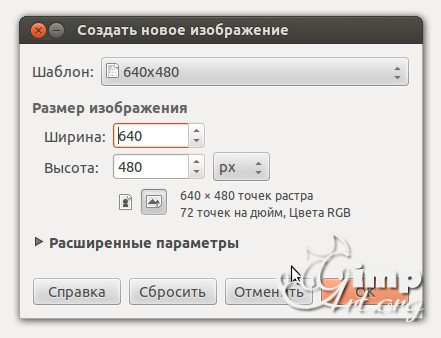 Создать новое изображение
Шаблон: 640x480
Размер изображения
Ширина: 640
Высота: 480 px
640 × 480 точек растра
72 точек на дюйм, Цвета RGB
Расширенные параметры
Справка Сбросить Отменить OK
Gimp
Art.org